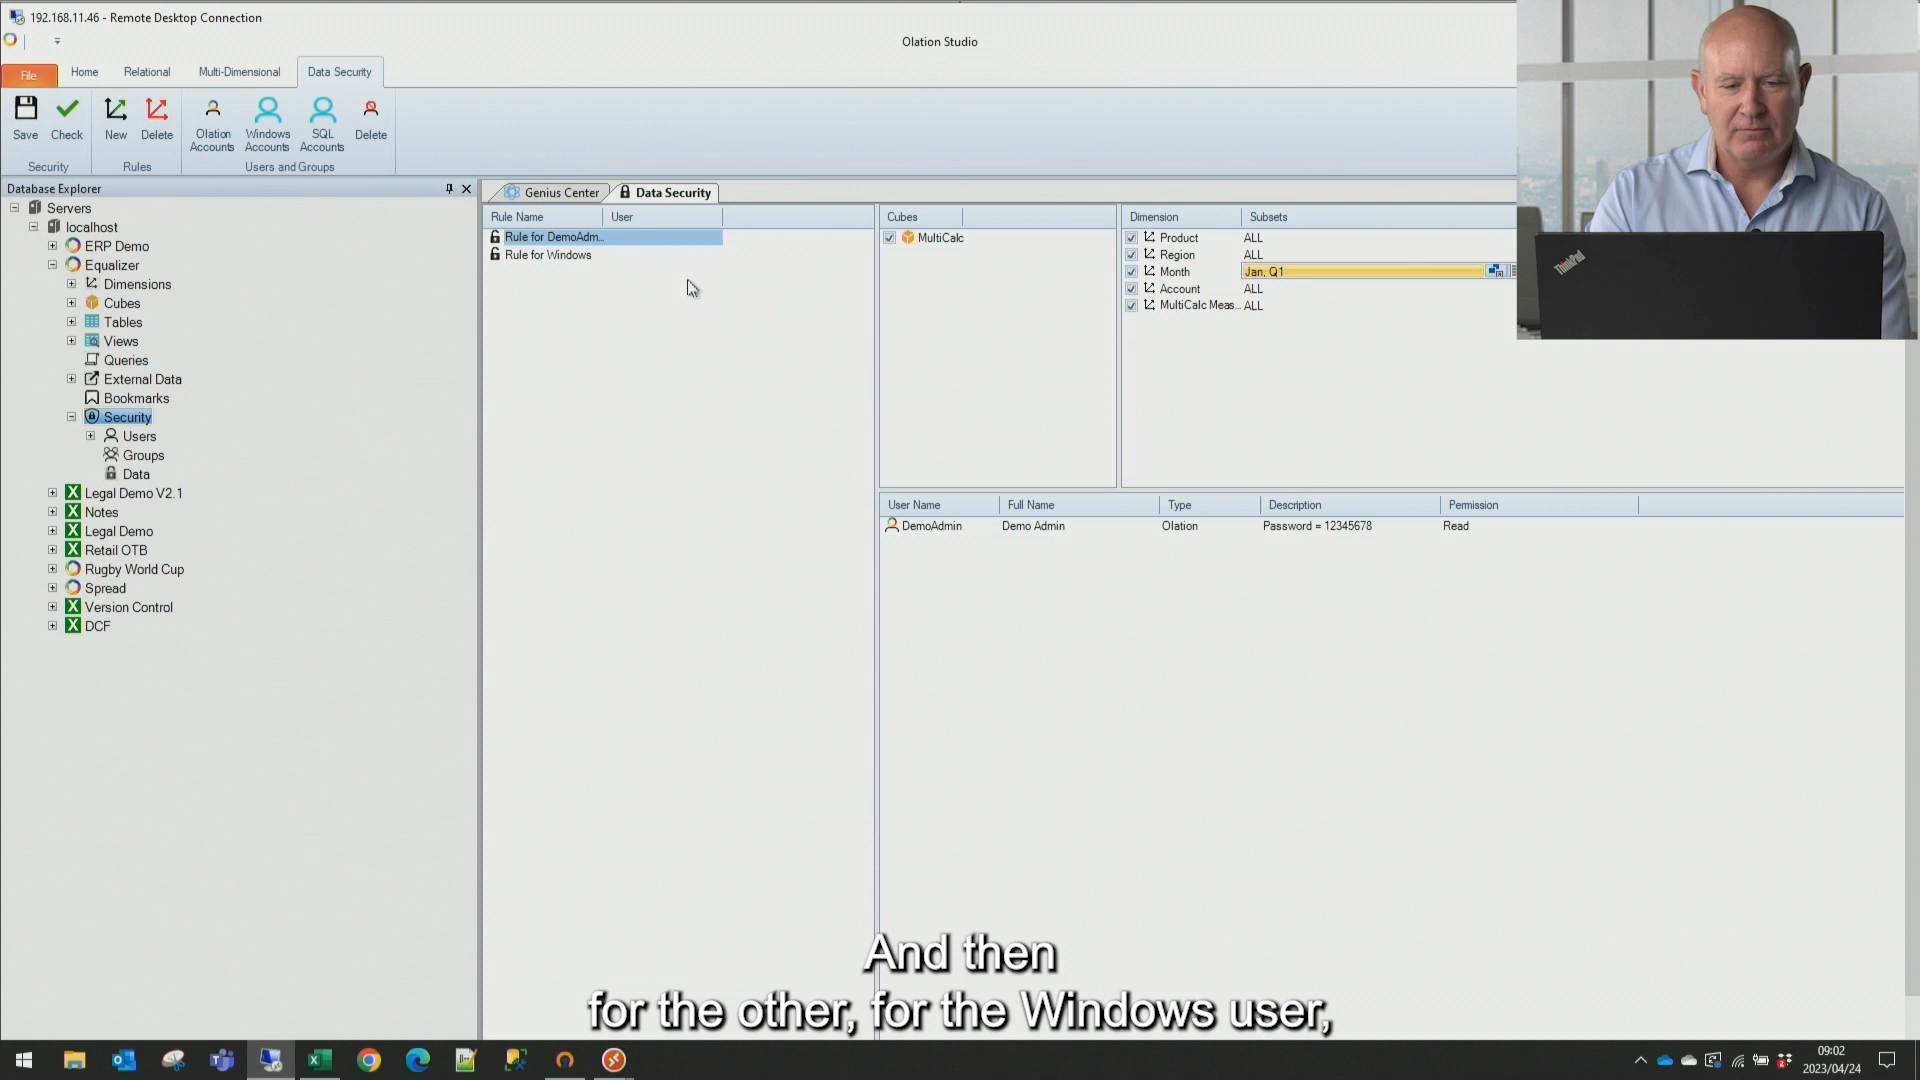 192.168.11.46 - Remote Desktop Connection
Olation Studio
File
Home
Relational
Multi-Dimensional
Data Security
Save
Check
New
Delete
Olation Accounts
Windows Accounts
SQL Accounts
Delete
Security
Rules
Users and Groups
Database Explorer
Servers
localhost
ERP Demo
Equalizer
Dimensions
Cubes
Tables
Views
Queries
External Data
Bookmarks
Security
Users
Groups
Data
Legal Demo V2.1
Notes
Legal Demo
Retail OTB
Rugby World Cup
Spread
Version Control
DCF
Genius Center
Data Security
Rule Name User
Rule for DemoAdm...
Rule for Windows
Cubes
MultiCalc
Dimension Subsets
Product ALL
Region ALL
Month Jan, Q1
Account ALL
MultiCalc Meas... ALL
ThinkPad
User Name Full Name Type Description Permission
DemoAdmin Demo Admin Olation Password = 12345678 Read
And then
for the other, for the Windows user,
09:02
2023/04/24